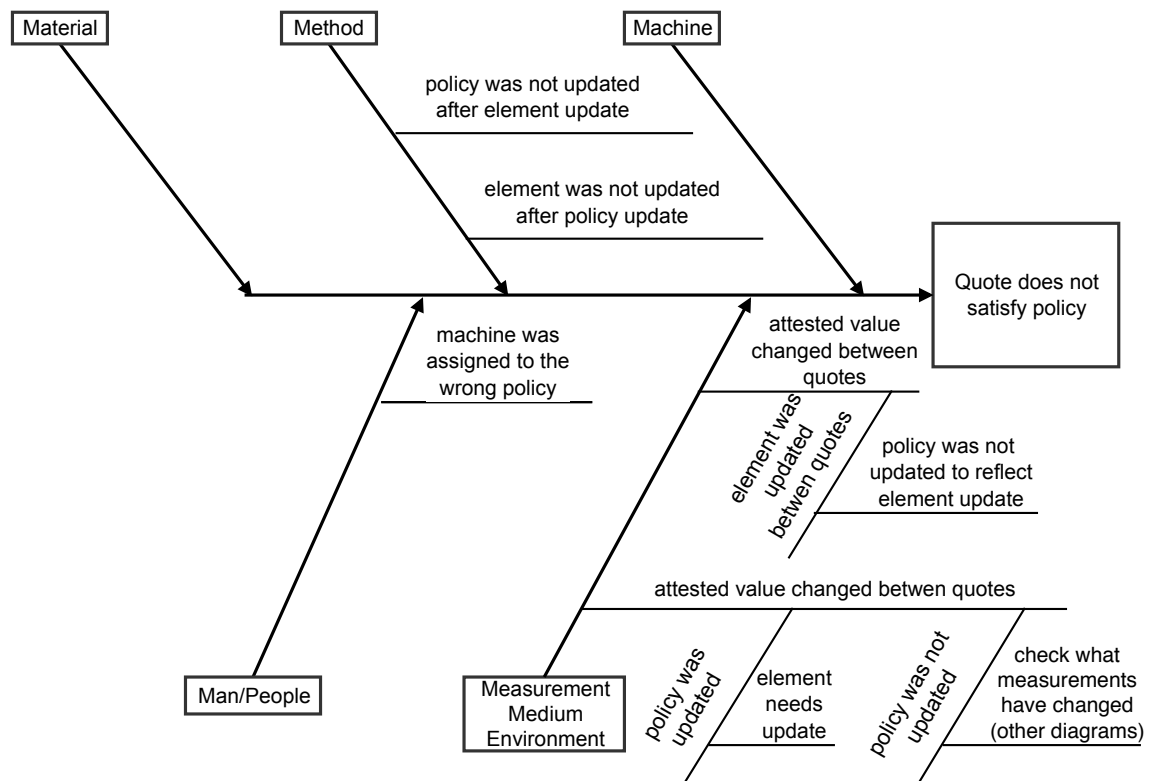 Material
Method
Machine
policy was not updated
after element update
element was not updated
after policy update
Quote does not
satisfy policy
machine was
assigned to the
wrong policy
attested value
changed between
quotes
element was
updated
betwen quotes
policy was not
updated to reflect
element update
attested value changed betwen quotes
policy was
updated
element
needs
update
policy was not
updated
check what
measurements
have changed
(other diagrams)
Man/People
Measurement
Medium
Environment